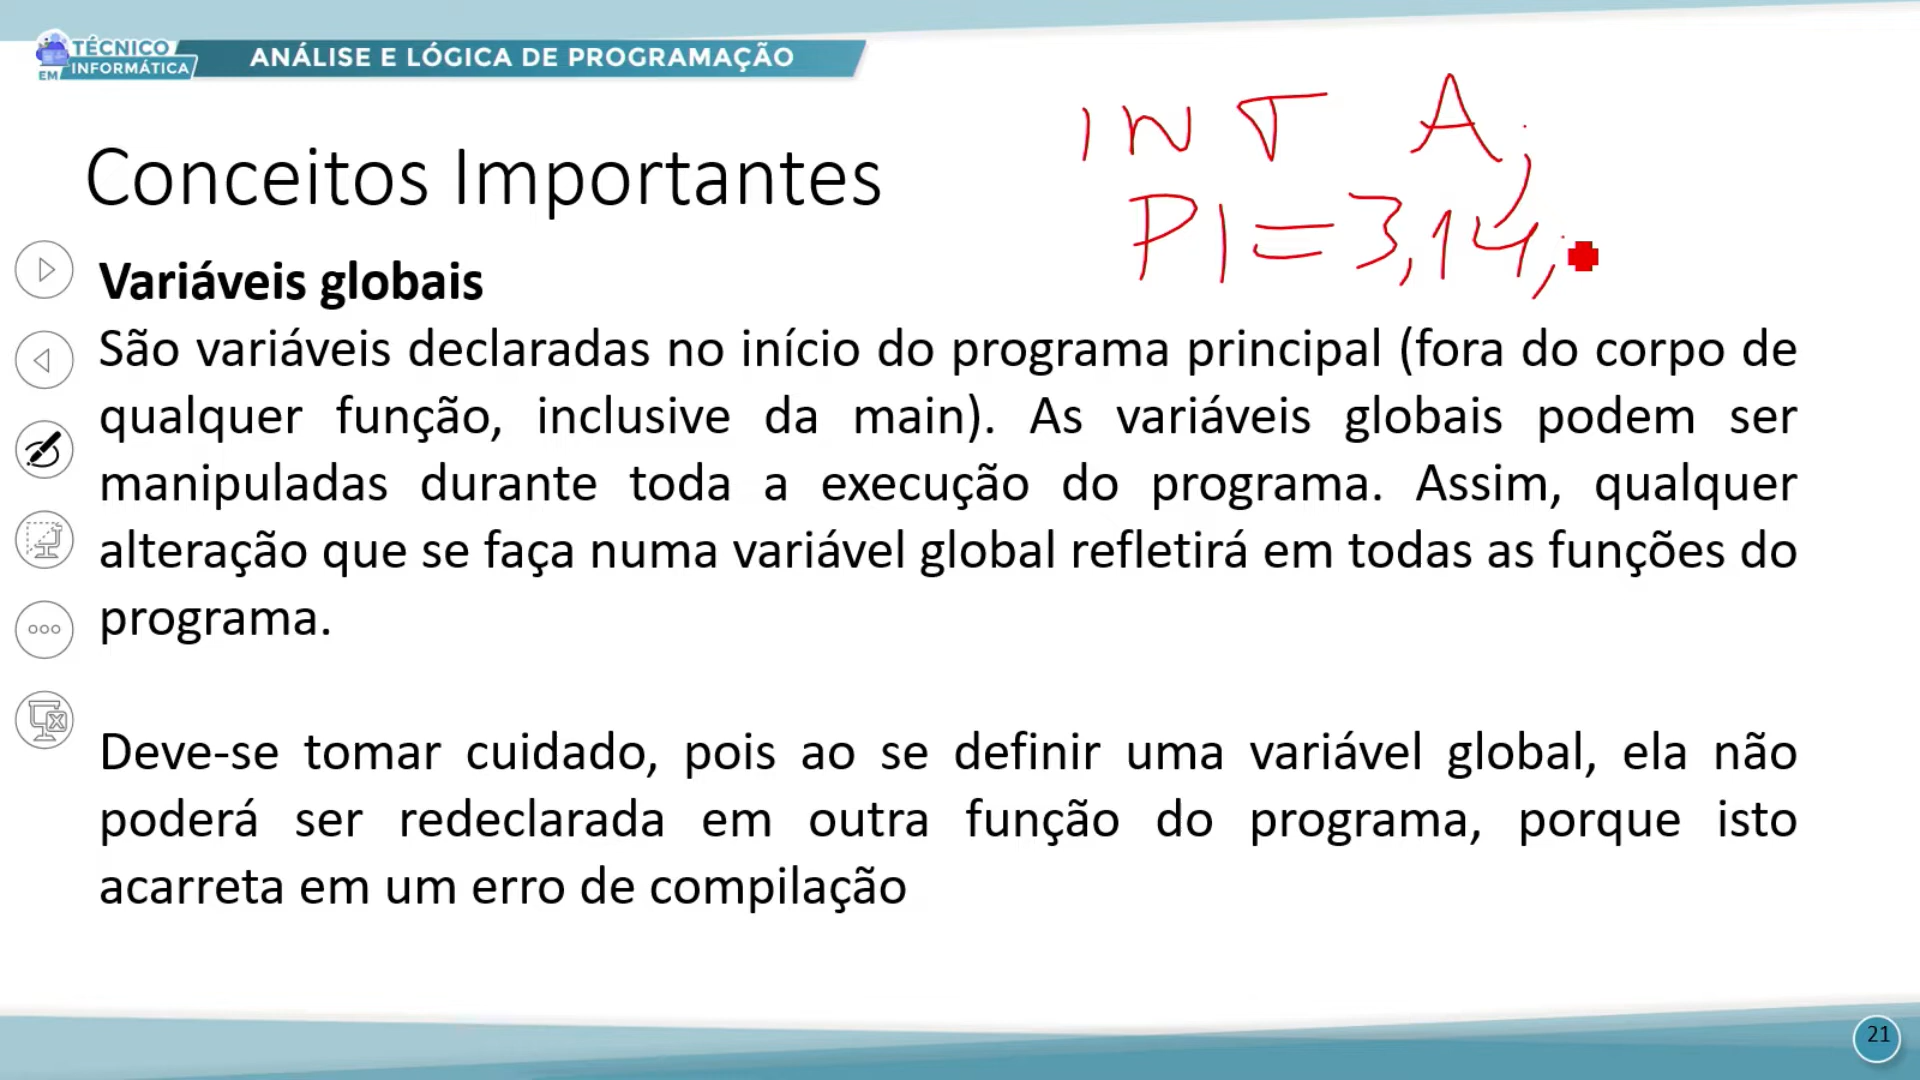 TÉCNICO
EM INFORMÁTICA
ANÁLISE E LÓGICA DE PROGRAMAÇÃO
INT A;
PI=3,14;
Conceitos Importantes
Variáveis globais
São variáveis declaradas no início do programa principal (fora do corpo de
qualquer função, inclusive da main). As variáveis globais podem ser
manipuladas durante toda a execução do programa. Assim, qualquer
alteração que se faça numa variável global refletirá em todas as funções do
programa.
Deve-se tomar cuidado, pois ao se definir uma variável global, ela não
poderá ser redeclarada em outra função do programa, porque isto
acarreta em um erro de compilação
21